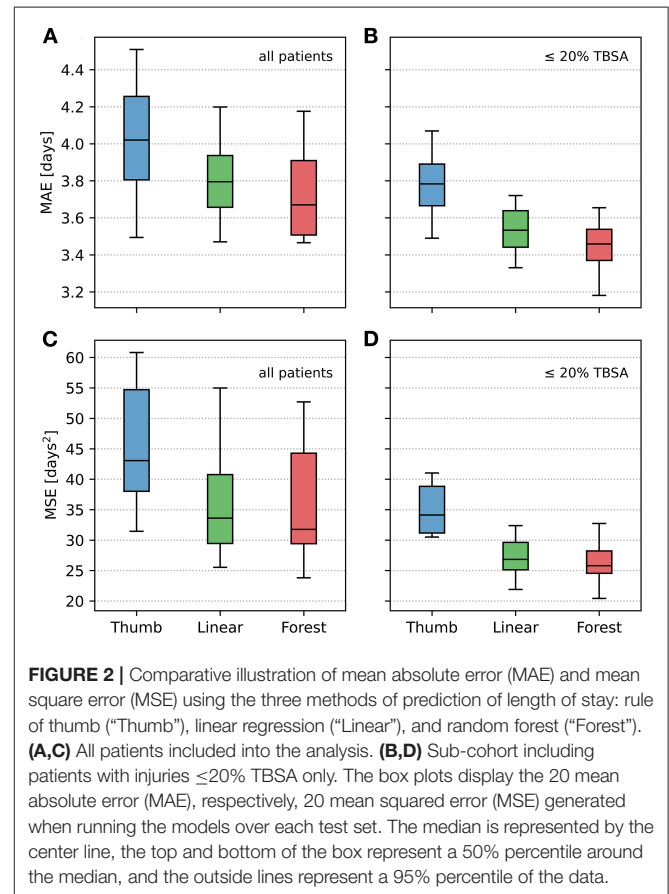 A
all patients
MAE [days]
4.4
4.2
4.0
3.8
3.6
3.4
3.2
B
≤ 20% TBSA
C
all patients
MSE [days²]
60
55
50
45
40
35
30
25
20
Thumb Linear Forest
D
≤ 20% TBSA
Thumb Linear Forest
FIGURE 2 | Comparative illustration of mean absolute error (MAE) and mean
square error (MSE) using the three methods of prediction of length of stay: rule
of thumb (“Thumb”), linear regression (“Linear”), and random forest (“Forest”).
(A,C) All patients included into the analysis. (B,D) Sub-cohort including
patients with injuries ≤20% TBSA only. The box plots display the 20 mean
absolute error (MAE), respectively, 20 mean squared error (MSE) generated
when running the models over each test set. The median is represented by the
center line, the top and bottom of the box represent a 50% percentile around
the median, and the outside lines represent a 95% percentile of the data.